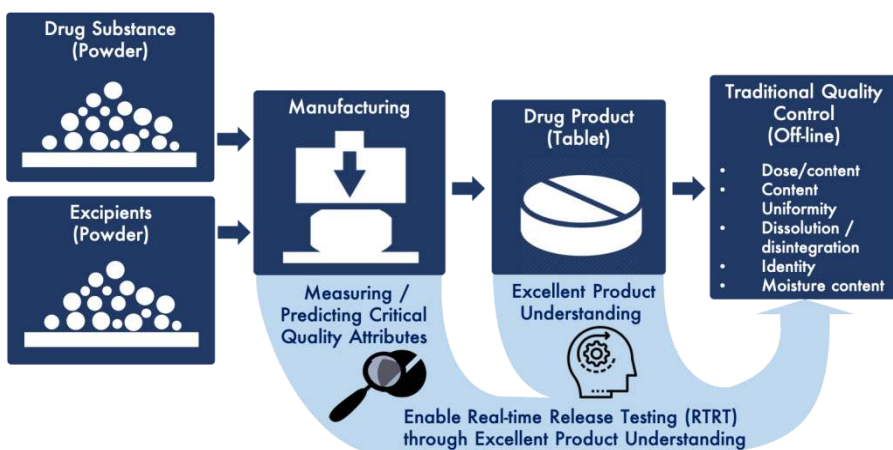 Drug Substance
(Powder)
Excipients
(Powder)
Manufacturing
Drug Product
(Tablet)
Traditional Quality
Control
(Off-line)
• Dose/content
• Content
Uniformity
• Dissolution /
disintegration
• Identity
• Moisture content
Measuring /
Predicting Critical
Quality Attributes
Excellent Product
Understanding
Enable Real-time Release Testing (RTRT)
through Excellent Product Understanding